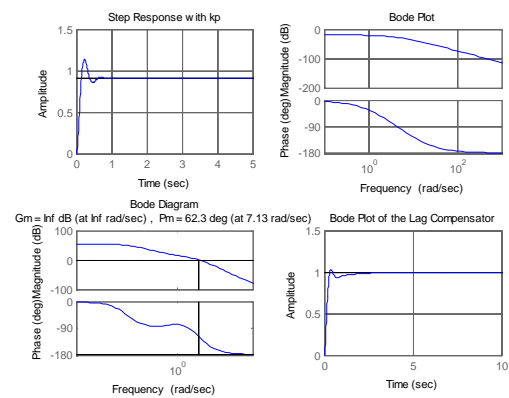 Step Response with kp
1.5
1
0.5
0
Amplitude
0 1 2 3 4 5
Time (sec)
Bode Plot
0
-100
-200
Magnitude (dB)
0
-90
-180
Phase (deg)
10^0 10^2
Frequency (rad/sec)
Bode Diagram
Gm = Inf dB (at Inf rad/sec) , Pm = 62.3 deg (at 7.13 rad/sec)
100
0
-100
Magnitude (dB)
0
-90
-180
Phase (deg)
10^0
Frequency (rad/sec)
Bode Plot of the Lag Compensator
1.5
1
0.5
0
Amplitude
0 5 10
Time (sec)